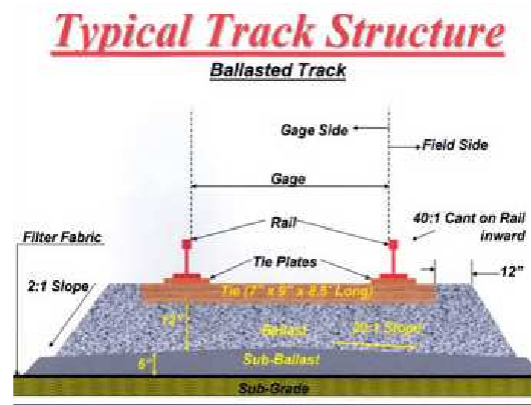 Typical Track Structure
Ballasted Track
Gage Side
Field Side
Gage
Rail
40:1 Cant on Rail
inward
Filter Fabric
Tie Plates
12"
2:1 Slope
Tie (7" x 9" x 8.5' Long)
12"
Ballast
20:1 Slope
Sub-Ballast
6"
Sub-Grade